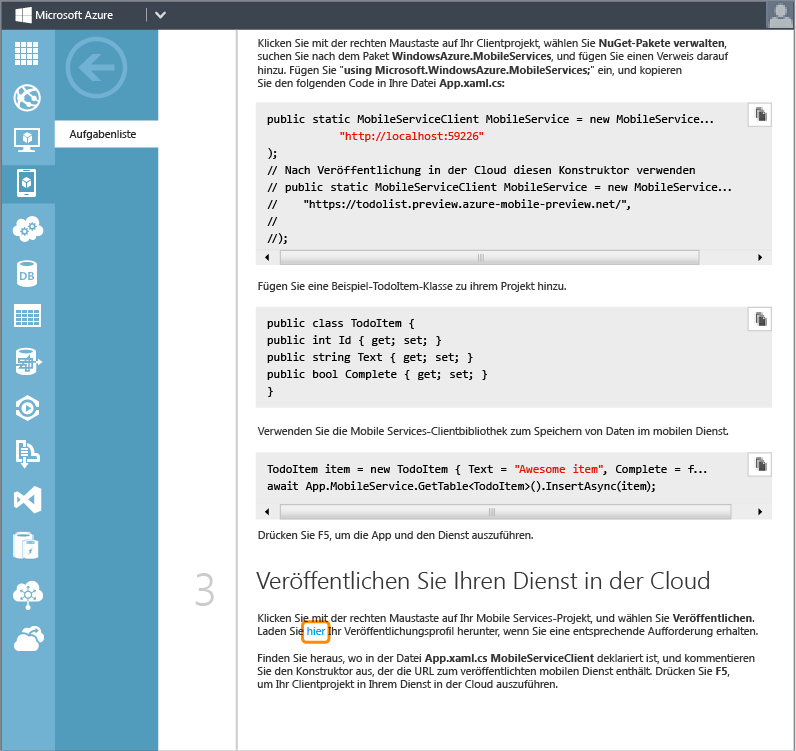 Microsoft Azure
Aufgabenliste
DB
Klicken Sie mit der rechten Maustaste auf Ihr Clientprojekt, wählen Sie NuGet-Pakete verwalten,
suchen Sie nach dem Paket WindowsAzure.MobileServices, und fügen Sie einen Verweis darauf
hinzu. Fügen Sie "using Microsoft.WindowsAzure.MobileServices;" ein, und kopieren
Sie den folgenden Code in Ihre Datei App.xaml.cs:
public static MobileServiceClient MobileService = new MobileService...
"http://localhost:59226"
);
// Nach Veröffentlichung in der Cloud diesen Konstruktor verwenden
// public static MobileServiceClient MobileService = new MobileService...
// "https://todolist.preview.azure-mobile-preview.net/",
//
//);
Fügen Sie eine Beispiel-TodoItem-Klasse zu ihrem Projekt hinzu.
public class TodoItem {
public int Id { get; set; }
public string Text { get; set; }
public bool Complete { get; set; }
}
Verwenden Sie die Mobile Services-Clientbibliothek zum Speichern von Daten im mobilen Dienst.
TodoItem item = new TodoItem { Text = "Awesome item", Complete = f...
await App.MobileService.GetTable<TodoItem>().InsertAsync(item);
Drücken Sie F5, um die App und den Dienst auszuführen.
3
Veröffentlichen Sie Ihren Dienst in der Cloud
Klicken Sie mit der rechten Maustaste auf Ihr Mobile Services-Projekt, und wählen Sie Veröffentlichen.
Laden Sie hier Ihr Veröffentlichungsprofil herunter, wenn Sie eine entsprechende Aufforderung erhalten.
Finden Sie heraus, wo in der Datei App.xaml.cs MobileServiceClient deklariert ist, und kommentieren
Sie den Konstruktor aus, der die URL zum veröffentlichten mobilen Dienst enthält. Drücken Sie F5,
um Ihr Clientprojekt in Ihrem Dienst in der Cloud auszuführen.